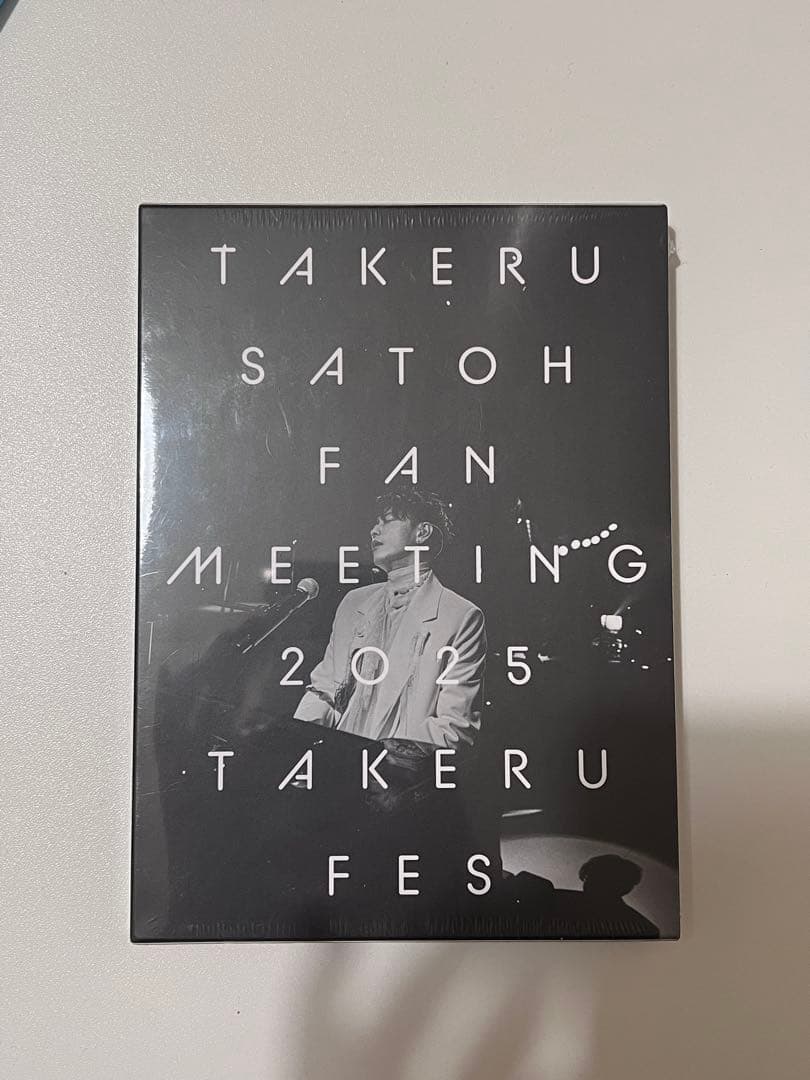 TAKERU
SATOH
FAN
MEETING
2025
TAKERU
FES